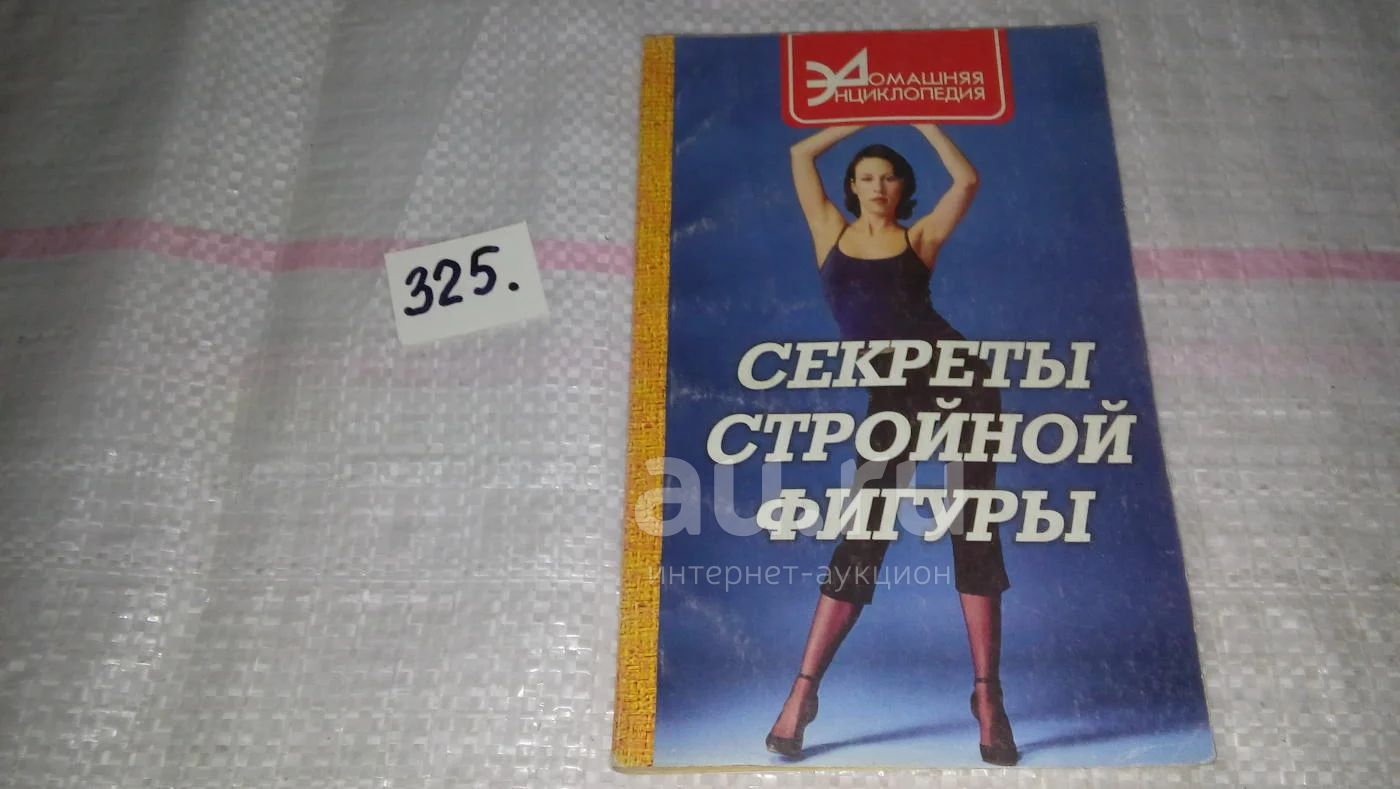 ДОМАШНЯЯ
ЭНЦИКЛОПЕДИЯ
325.
СЕКРЕТЫ
СТРОЙНОЙ
ФИГУРЫ
au.ru
интернет-аукцион